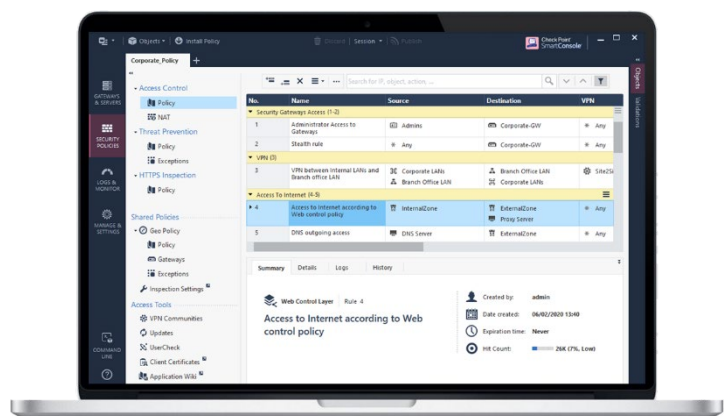 Objects
Install Policy
Discard
Session
Publish
Check Point
SmartConsole
Corporate_Policy
+
GATEWAYS
& SERVERS
SECURITY
POLICIES
LOGS &
MONITOR
MANAGE &
SETTINGS
COMMAND
LINE
Access Control
Policy
NAT
Threat Prevention
Policy
Exceptions
HTTPS Inspection
Policy
Shared Policies
Geo Policy
Policy
Gateways
Exceptions
Inspection Settings
Access Tools
VPN Communities
Updates
UserCheck
Client Certificates
Application Wiki
Search for IP, object, action, ...
No. Name Source Destination VPN
Security Gateways Access (1-2)
1 Administrator Access to Gateways Admins Corporate-GW Any
2 Stealth rule Any Corporate-GW Any
VPN (3)
3 VPN between Internal LANs and Branch office LAN Corporate LANs Branch Office LAN Site2Si
Branch Office LAN Corporate LANs
Access To Internet (4-5)
4 Access to Internet according to Web control policy InternalZone ExternalZone Any
Proxy Server
5 DNS outgoing access DNS Server ExternalZone Any
Summary Details Logs History
Web Control Layer Rule 4
Access to Internet according to Web
control policy
Created by: admin
Date created: 06/02/2020 13:40
Expiration time: Never
Hit Count: 26K (7%, Low)
Objects
Validations